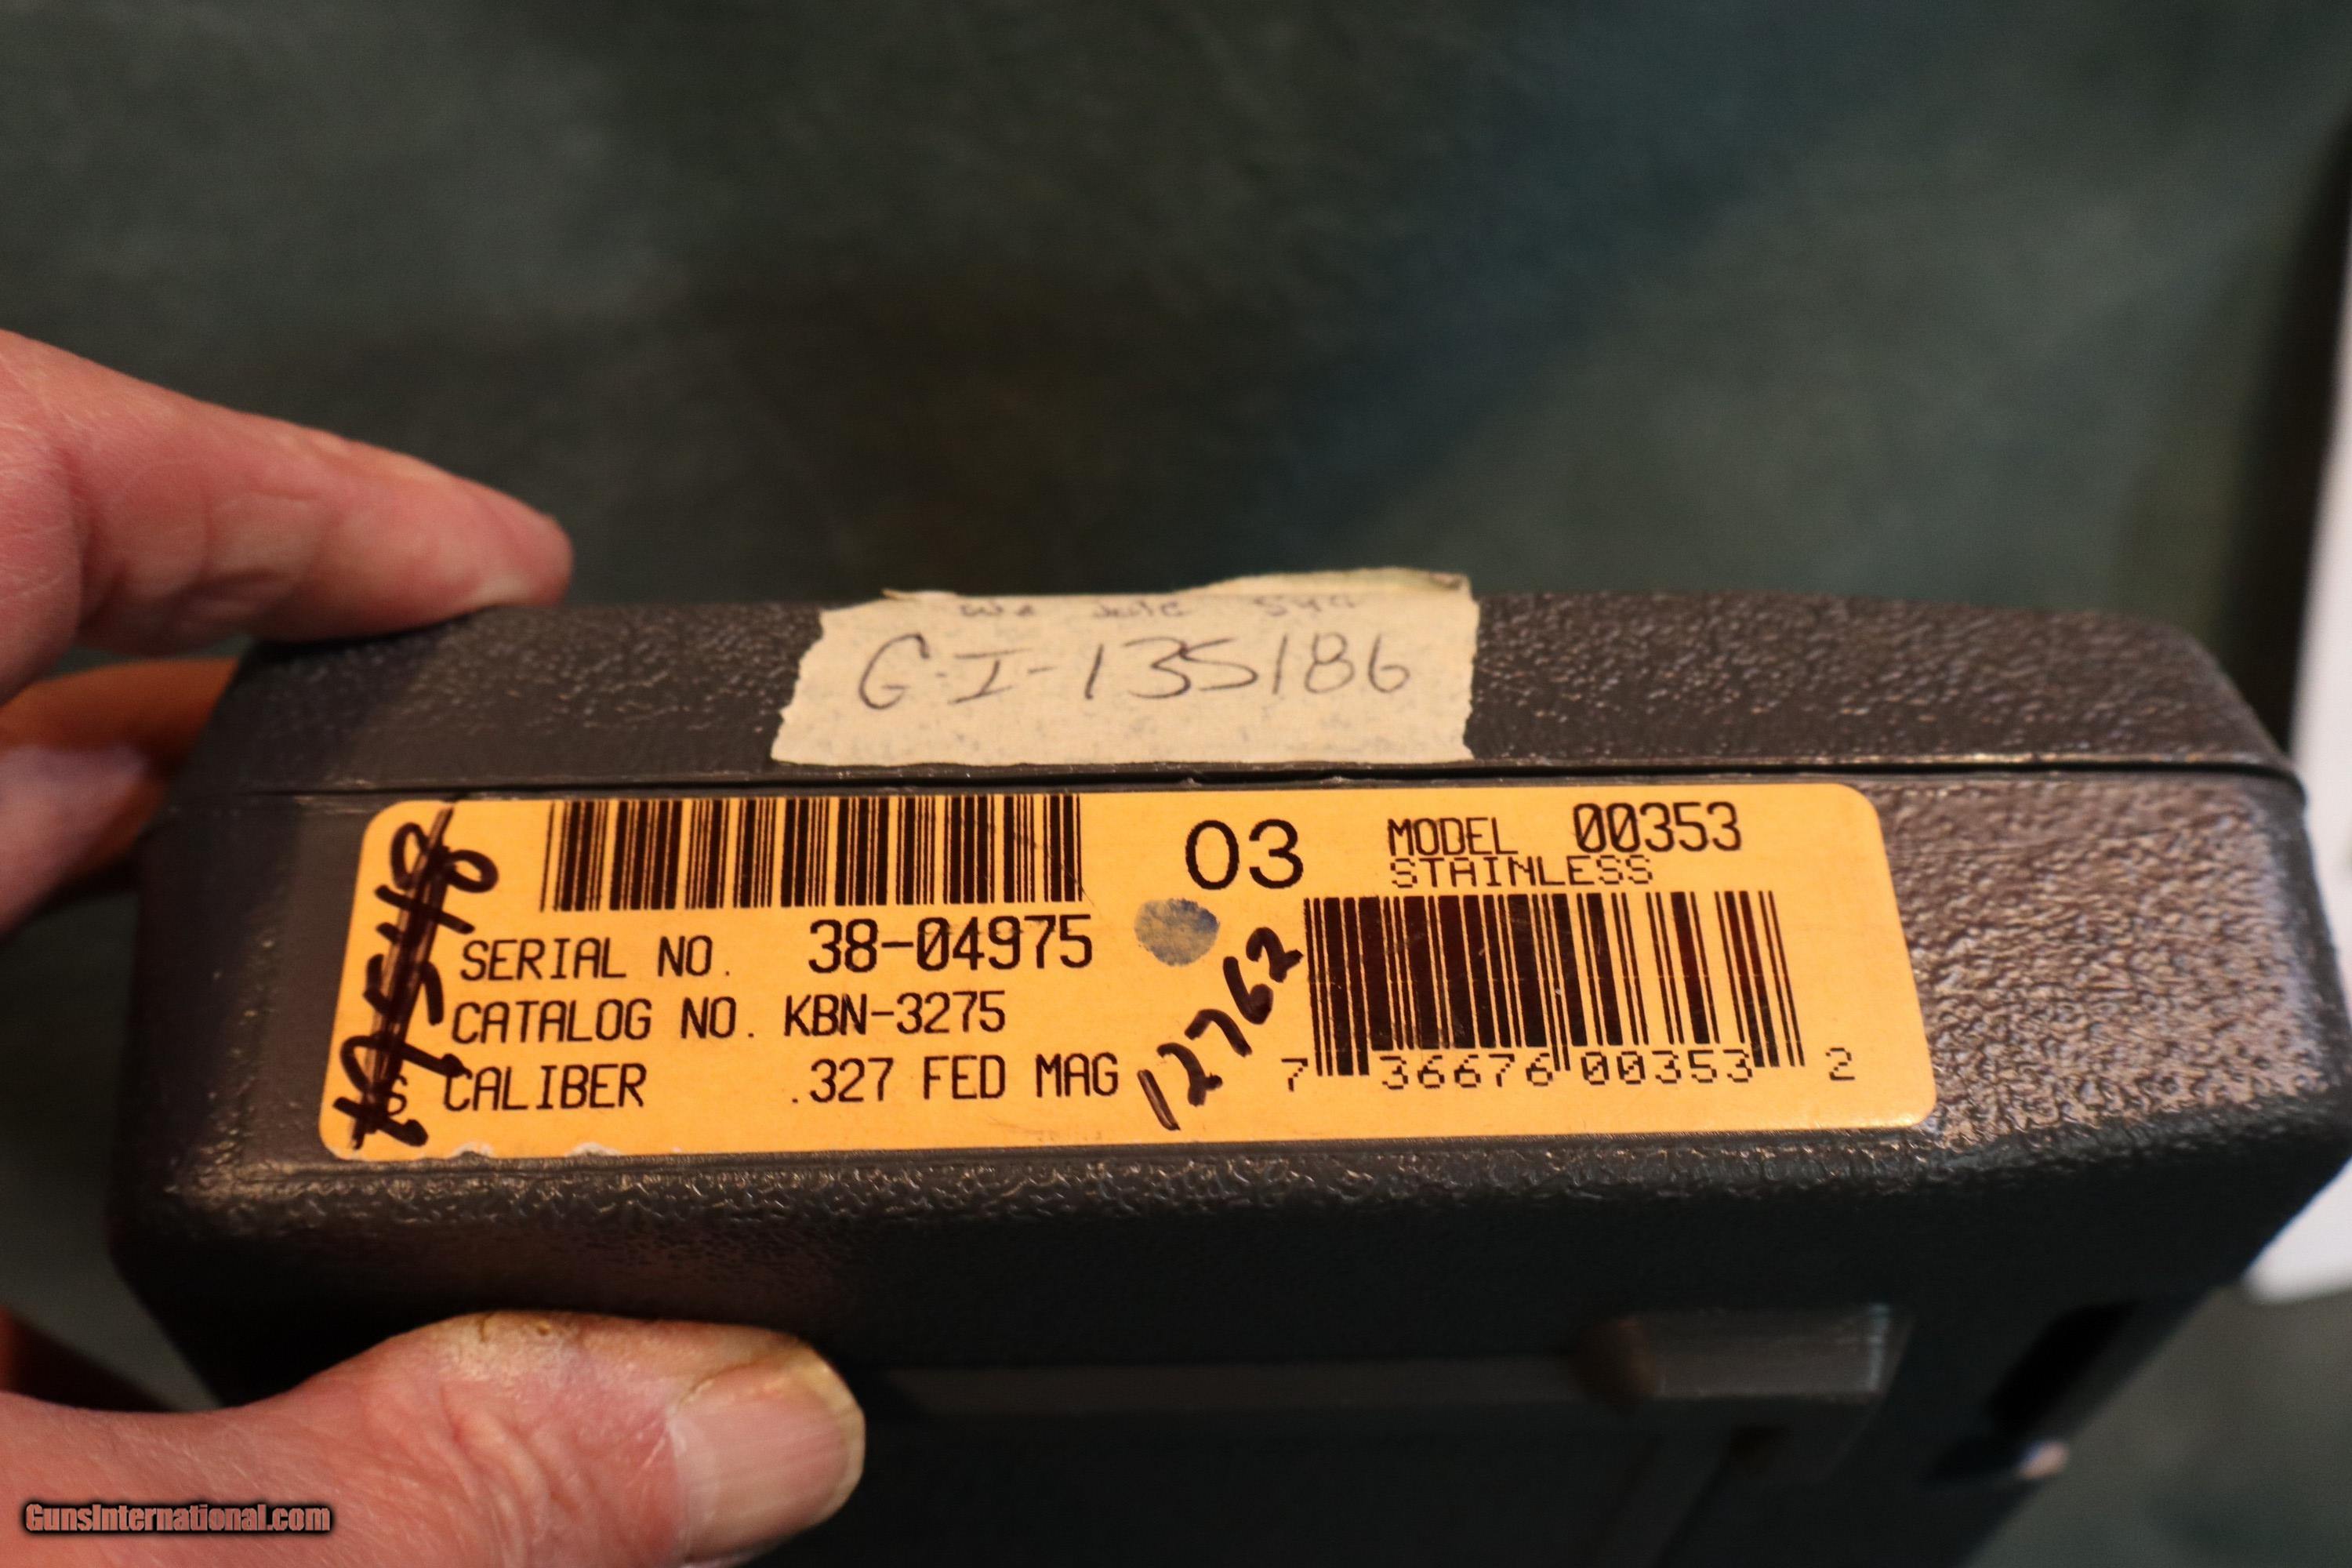 G-I-135186
03
MODEL 00353
STAINLESS
SERIAL NO. 38-04975
CATALOG NO. KBN-3275
S CALIBER .327 FED MAG
12762
7 36676 00353 2
GunsInternational.com